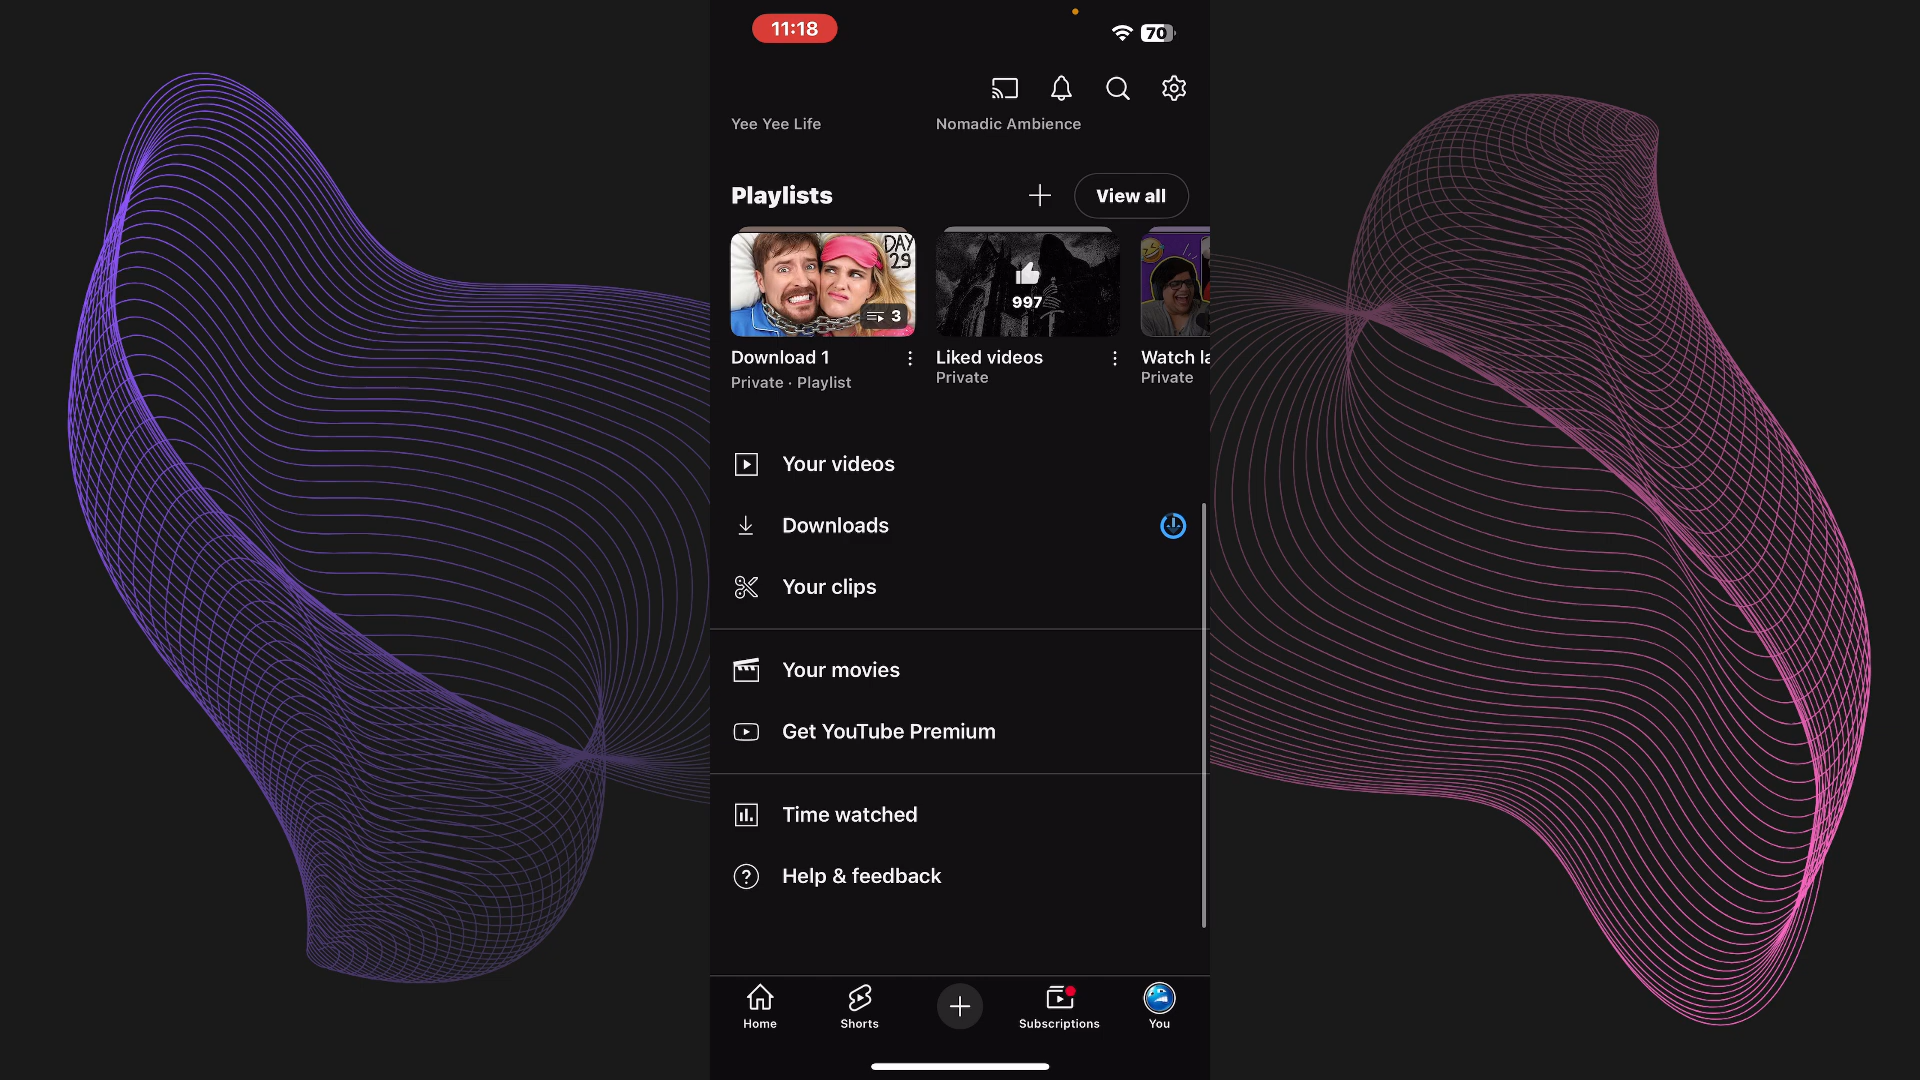 11:18
70
Yee Yee Life
Nomadic Ambience
Playlists
View all
DAY
29
3
997
Download 1
Private · Playlist
Liked videos
Private
Watch la
Private
Your videos
Downloads
Your clips
Your movies
Get YouTube Premium
Time watched
Help & feedback
Home
Shorts
Subscriptions
You